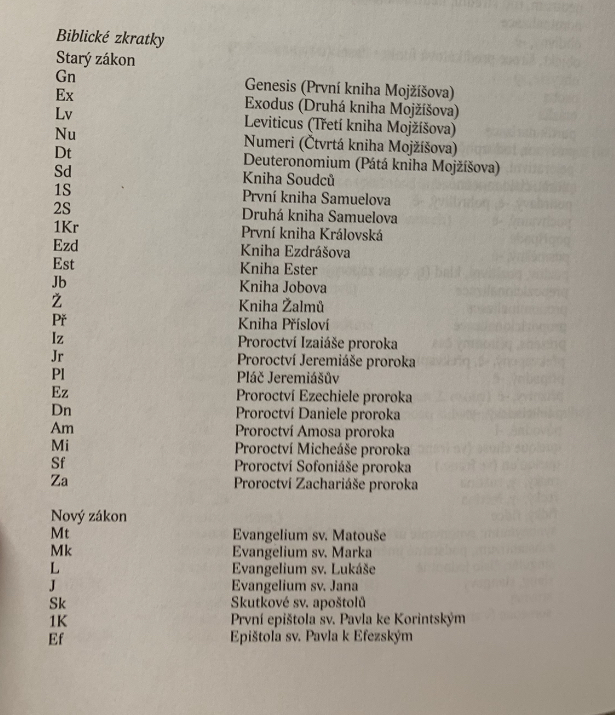 Biblické zkratky
Starý zákon
Gn Genesis (První kniha Mojžíšova)
Ex Exodus (Druhá kniha Mojžíšova)
Lv Leviticus (Třetí kniha Mojžíšova)
Nu Numeri (Čtvrtá kniha Mojžíšova)
Dt Deuteronomium (Pátá kniha Mojžíšova)
Sd Kniha Soudců
1S První kniha Samuelova
2S Druhá kniha Samuelova
1Kr První kniha Královská
Ezd Kniha Ezdrášova
Est Kniha Ester
Jb Kniha Jobova
Ž Kniha Žalmů
Př Kniha Přísloví
Iz Proroctví Izaiáše proroka
Jr Proroctví Jeremiáše proroka
Pl Pláč Jeremiášův
Ez Proroctví Ezechiele proroka
Dn Proroctví Daniele proroka
Am Proroctví Amosa proroka
Mi Proroctví Micheáše proroka
Sf Proroctví Sofoniáše proroka
Za Proroctví Zachariáše proroka
Nový zákon
Mt Evangelium sv. Matouše
Mk Evangelium sv. Marka
L Evangelium sv. Lukáše
J Evangelium sv. Jana
Sk Skutkové sv. apoštolů
1K První epištola sv. Pavla ke Korintským
Ef Epištola sv. Pavla k Efezským